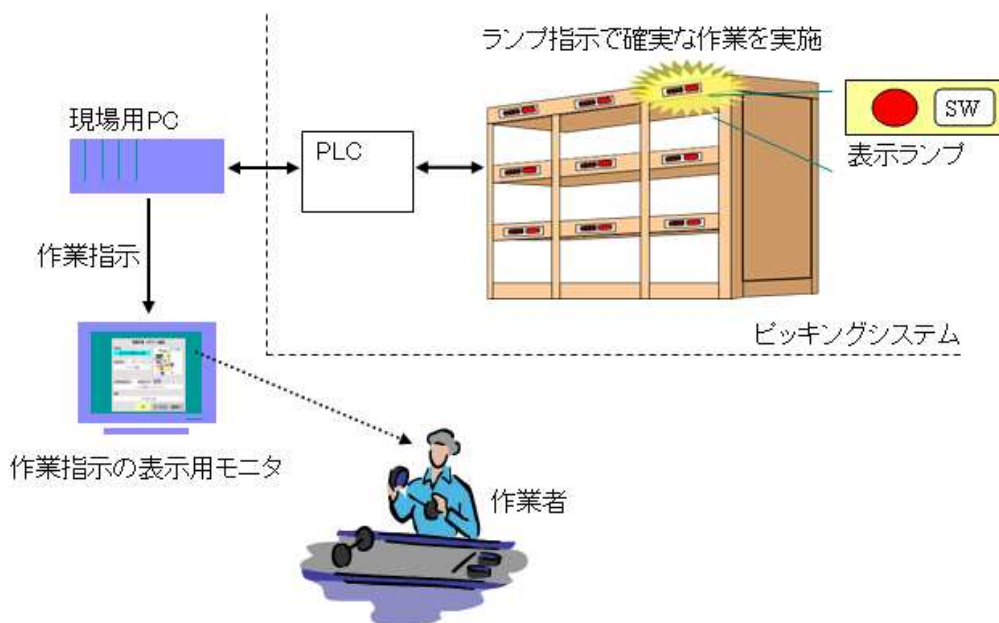 ランプ指示で確実な作業を実施
現場用PC
PLC
SW
表示ランプ
作業指示
ピッキングシステム
作業指示の表示用モニタ
作業者